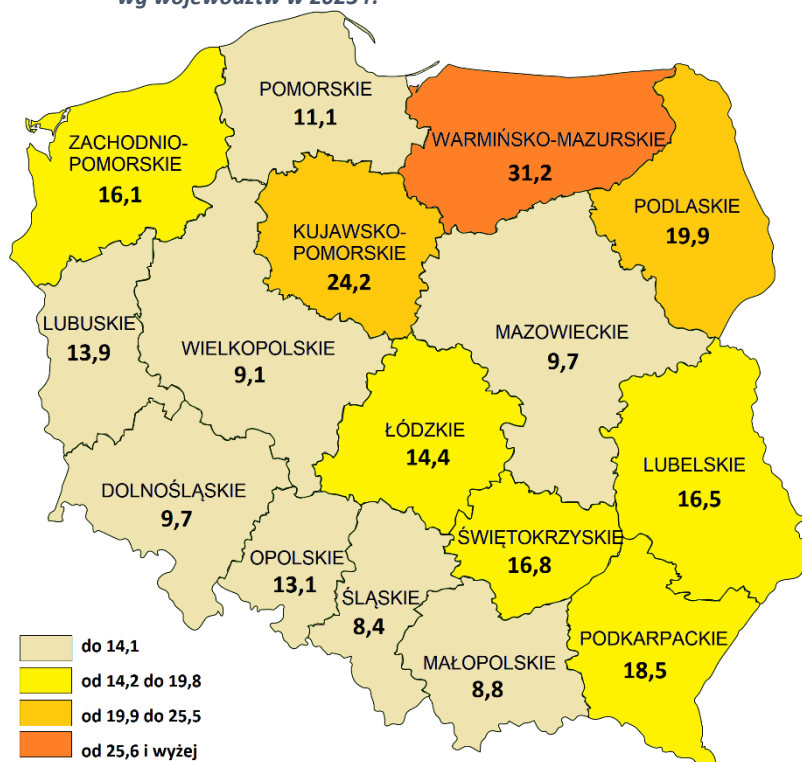 wg województw w 2023 r.
POMORSKIE
11,1
WARMIŃSKO-MAZURSKIE
31,2
ZACHODNIO-
POMORSKIE
16,1
PODLASKIE
19,9
KUJAWSKO-
POMORSKIE
24,2
LUBUSKIE
13,9
WIELKOPOLSKIE
9,1
MAZOWIECKIE
9,7
ŁÓDZKIE
14,4
LUBELSKIE
16,5
DOLNOŚLĄSKIE
9,7
OPOLSKIE
13,1
ŚLĄSKIE
8,4
ŚWIĘTOKRZYSKIE
16,8
MAŁOPOLSKIE
8,8
PODKARPACKIE
18,5
do 14,1
od 14,2 do 19,8
od 19,9 do 25,5
od 25,6 i wyżej